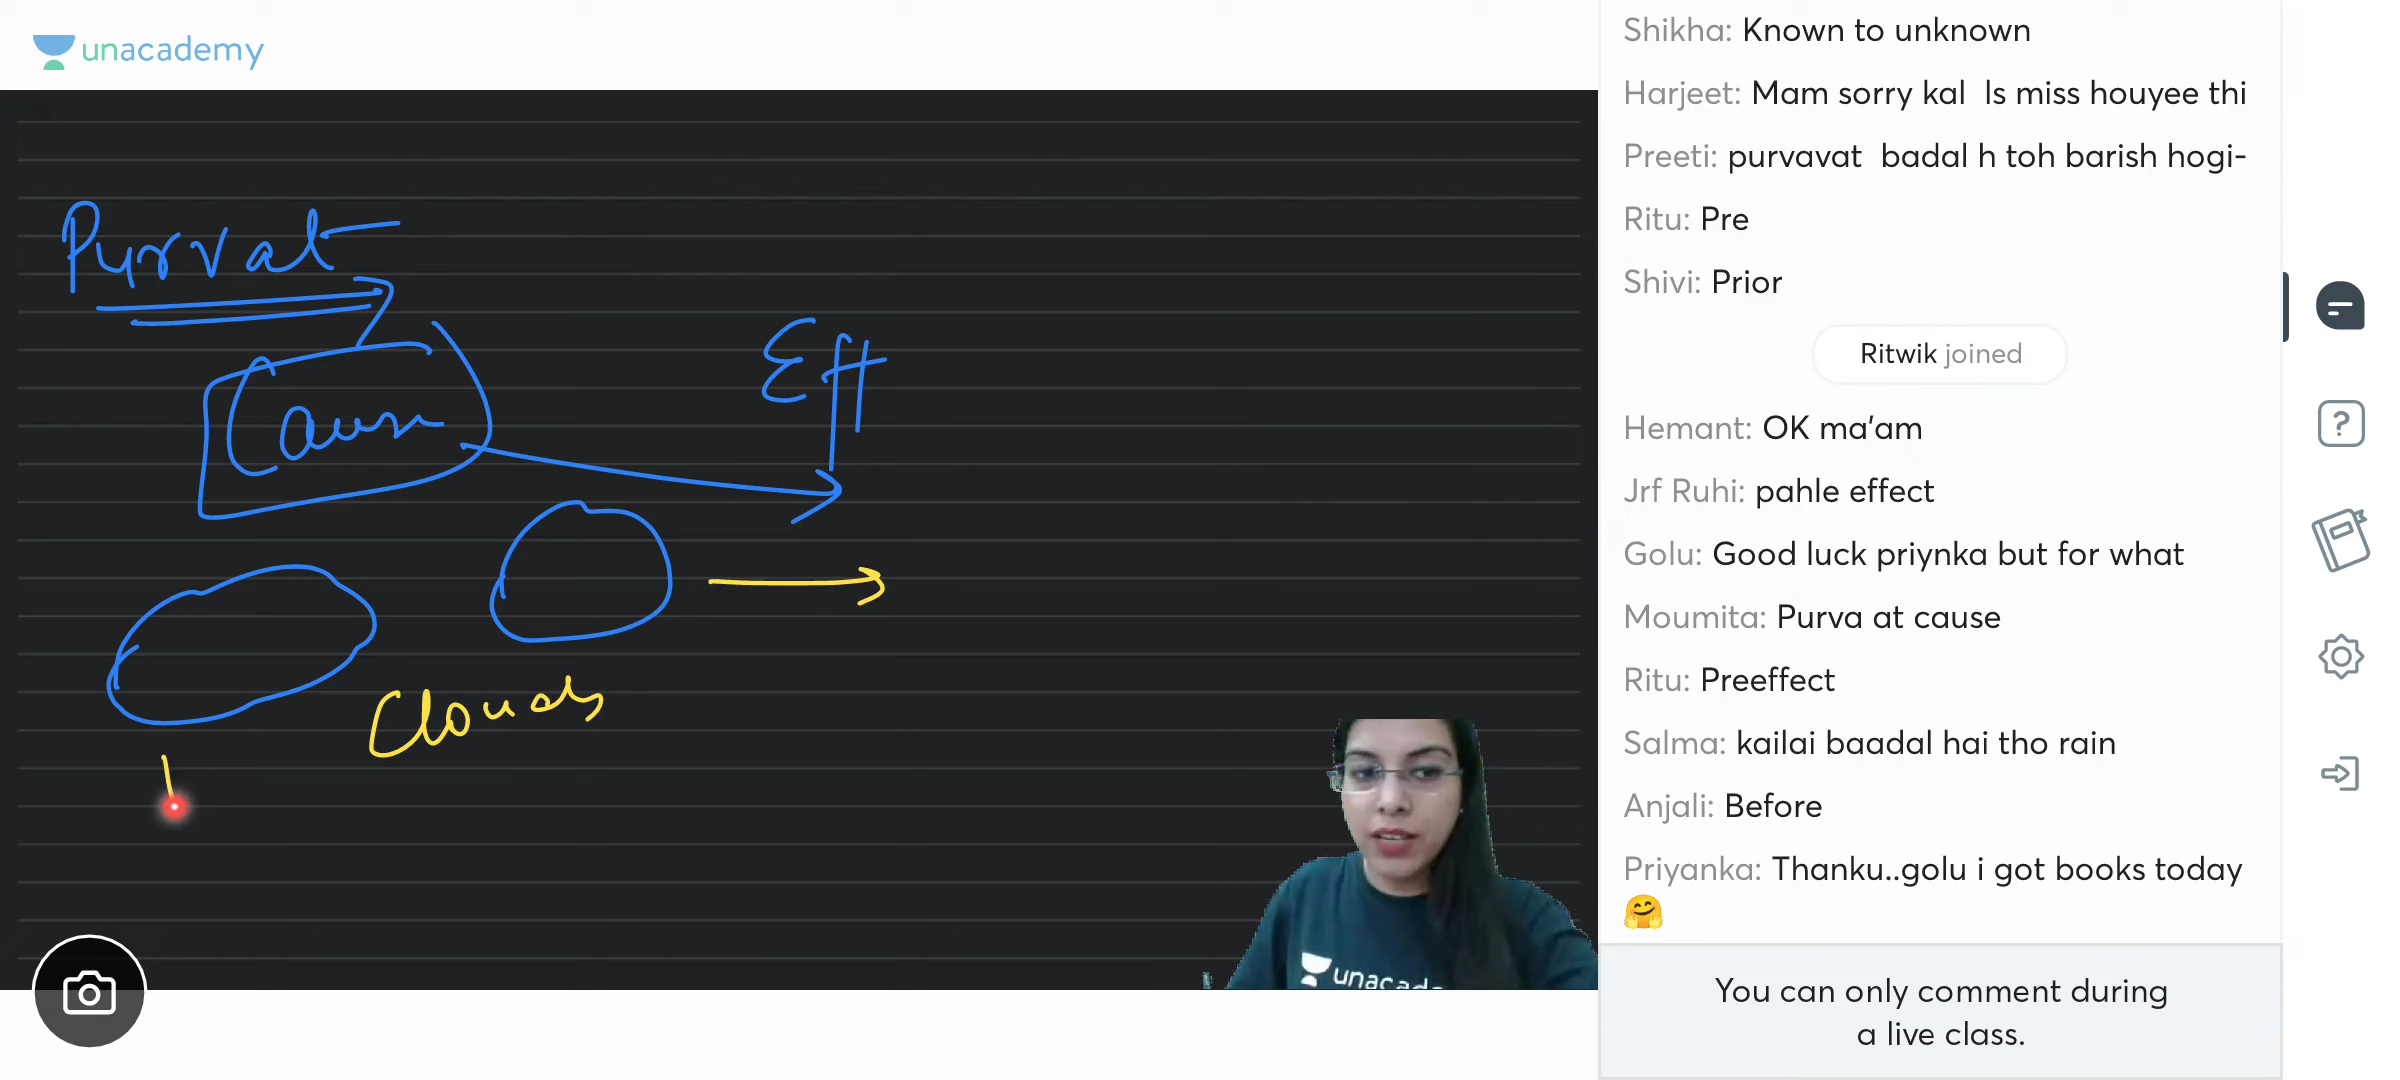 unacademy
Purvat
Cause
Eff
Clouds
unacademy
Shikha: Known to unknown
Harjeet: Mam sorry kal ls miss houyee thi
Preeti: purvavat badal h toh barish hogi-
Ritu: Pre
Shivi: Prior
Ritwik joined
Hemant: OK ma'am
Jrf Ruhi: pahle effect
Golu: Good luck priynka but for what
Moumita: Purva at cause
Ritu: Preeffect
Salma: kailai baadal hai tho rain
Anjali: Before
Priyanka: Thanku..golu i got books today
🤗
You can only comment during
a live class.